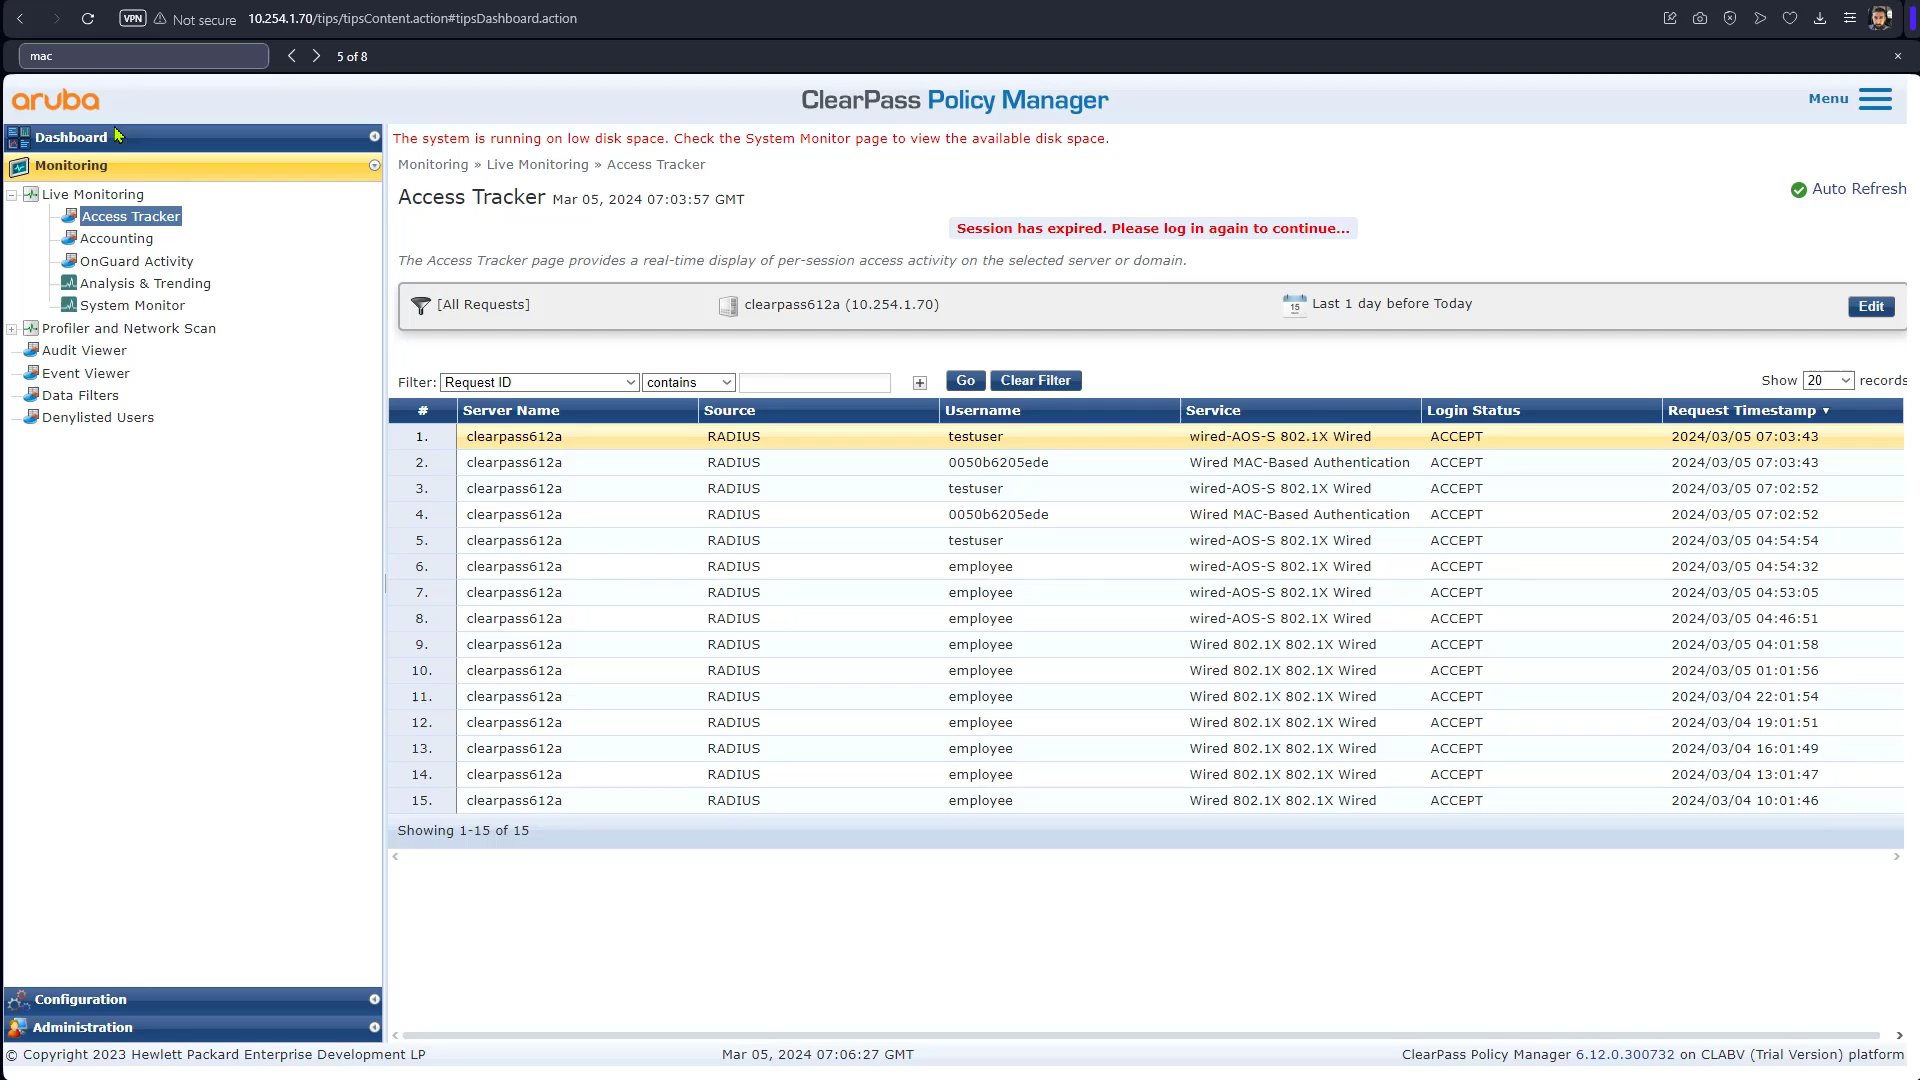 VPN Not secure 10.254.1.70/tips/tipsContent.action#tipsDashboard.action
mac 5 of 8
aruba ClearPass Policy Manager Menu
Dashboard
The system is running on low disk space. Check the System Monitor page to view the available disk space.
Monitoring
Monitoring » Live Monitoring » Access Tracker
Live Monitoring
Access Tracker
Accounting
OnGuard Activity
Analysis & Trending
System Monitor
Profiler and Network Scan
Audit Viewer
Event Viewer
Data Filters
Denylisted Users
Configuration
Administration
Access Tracker Mar 05, 2024 07:03:57 GMT
Auto Refresh
Session has expired. Please log in again to continue...
The Access Tracker page provides a real-time display of per-session access activity on the selected server or domain.
[All Requests] clearpass612a (10.254.1.70) 15 Last 1 day before Today Edit
Filter: Request ID contains Go Clear Filter Show 20 records
# Server Name Source Username Service Login Status Request Timestamp ▼
1. clearpass612a RADIUS testuser wired-AOS-S 802.1X Wired ACCEPT 2024/03/05 07:03:43
2. clearpass612a RADIUS 0050b6205ede Wired MAC-Based Authentication ACCEPT 2024/03/05 07:03:43
3. clearpass612a RADIUS testuser wired-AOS-S 802.1X Wired ACCEPT 2024/03/05 07:02:52
4. clearpass612a RADIUS 0050b6205ede Wired MAC-Based Authentication ACCEPT 2024/03/05 07:02:52
5. clearpass612a RADIUS testuser wired-AOS-S 802.1X Wired ACCEPT 2024/03/05 04:54:54
6. clearpass612a RADIUS employee wired-AOS-S 802.1X Wired ACCEPT 2024/03/05 04:54:32
7. clearpass612a RADIUS employee wired-AOS-S 802.1X Wired ACCEPT 2024/03/05 04:53:05
8. clearpass612a RADIUS employee wired-AOS-S 802.1X Wired ACCEPT 2024/03/05 04:46:51
9. clearpass612a RADIUS employee Wired 802.1X 802.1X Wired ACCEPT 2024/03/05 04:01:58
10. clearpass612a RADIUS employee Wired 802.1X 802.1X Wired ACCEPT 2024/03/05 01:01:56
11. clearpass612a RADIUS employee Wired 802.1X 802.1X Wired ACCEPT 2024/03/04 22:01:54
12. clearpass612a RADIUS employee Wired 802.1X 802.1X Wired ACCEPT 2024/03/04 19:01:51
13. clearpass612a RADIUS employee Wired 802.1X 802.1X Wired ACCEPT 2024/03/04 16:01:49
14. clearpass612a RADIUS employee Wired 802.1X 802.1X Wired ACCEPT 2024/03/04 13:01:47
15. clearpass612a RADIUS employee Wired 802.1X 802.1X Wired ACCEPT 2024/03/04 10:01:46
Showing 1-15 of 15
© Copyright 2023 Hewlett Packard Enterprise Development LP Mar 05, 2024 07:06:27 GMT ClearPass Policy Manager 6.12.0.300732 on CLABV (Trial Version) platform